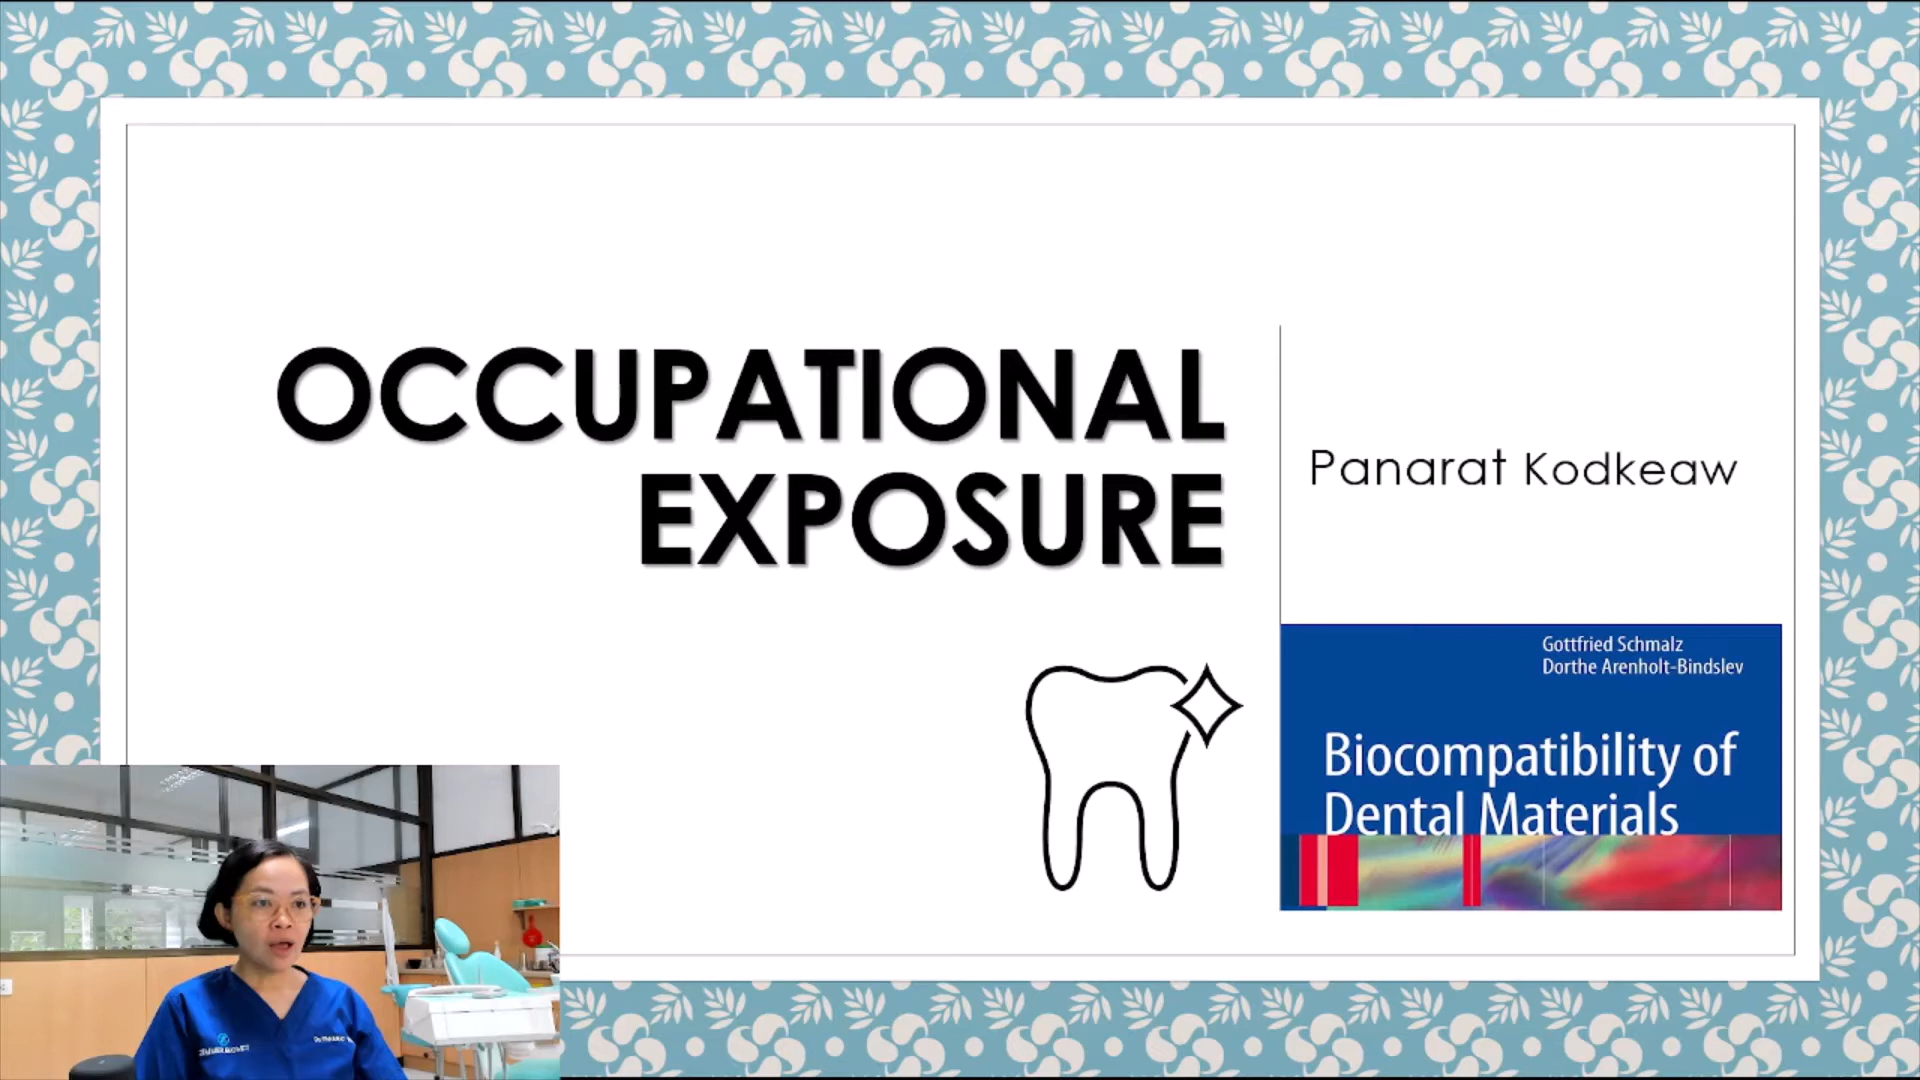 OCCUPATIONAL
EXPOSURE
Panarat Kodkeaw
Gottfried Schmalz
Dorthe Arenholt-Bindslev
Biocompatibility of
Dental Materials